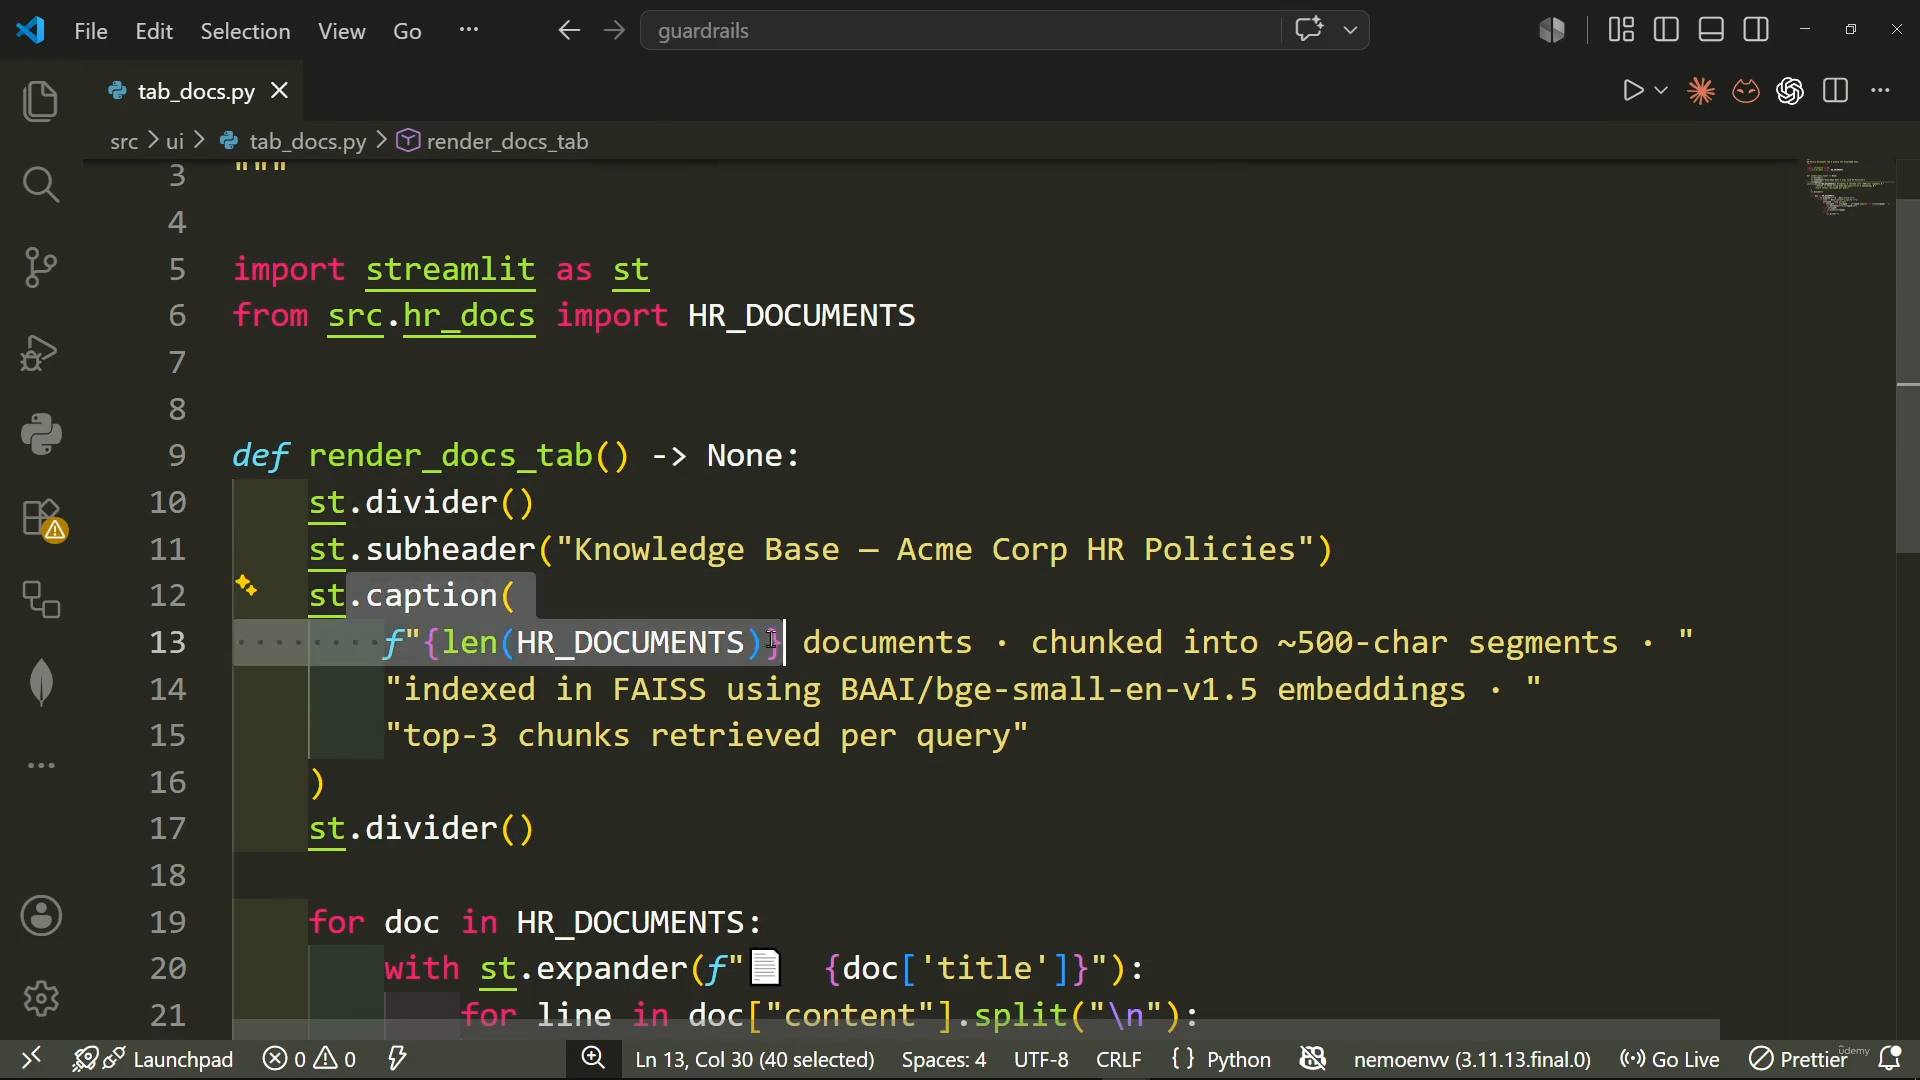 File Edit Selection View Go ··· guardrails
tab_docs.py
src > ui > tab_docs.py > render_docs_tab
3 """
4
5 import streamlit as st
6 from src.hr_docs import HR_DOCUMENTS
7
8
9 def render_docs_tab() -> None:
10 st.divider()
11 st.subheader("Knowledge Base — Acme Corp HR Policies")
12 st.caption(
13 f"{len(HR_DOCUMENTS)} documents · chunked into ~500-char segments · "
14 "indexed in FAISS using BAAI/bge-small-en-v1.5 embeddings · "
15 "top-3 chunks retrieved per query"
16 )
17 st.divider()
18
19 for doc in HR_DOCUMENTS:
20 with st.expander(f"📄 {doc['title']}"):
21 for line in doc["content"].split("\n"):
Launchpad 0 0 Ln 13, Col 30 (40 selected) Spaces: 4 UTF-8 CRLF {} Python nemoenvv (3.11.13.final.0) Go Live Prettier
udemy